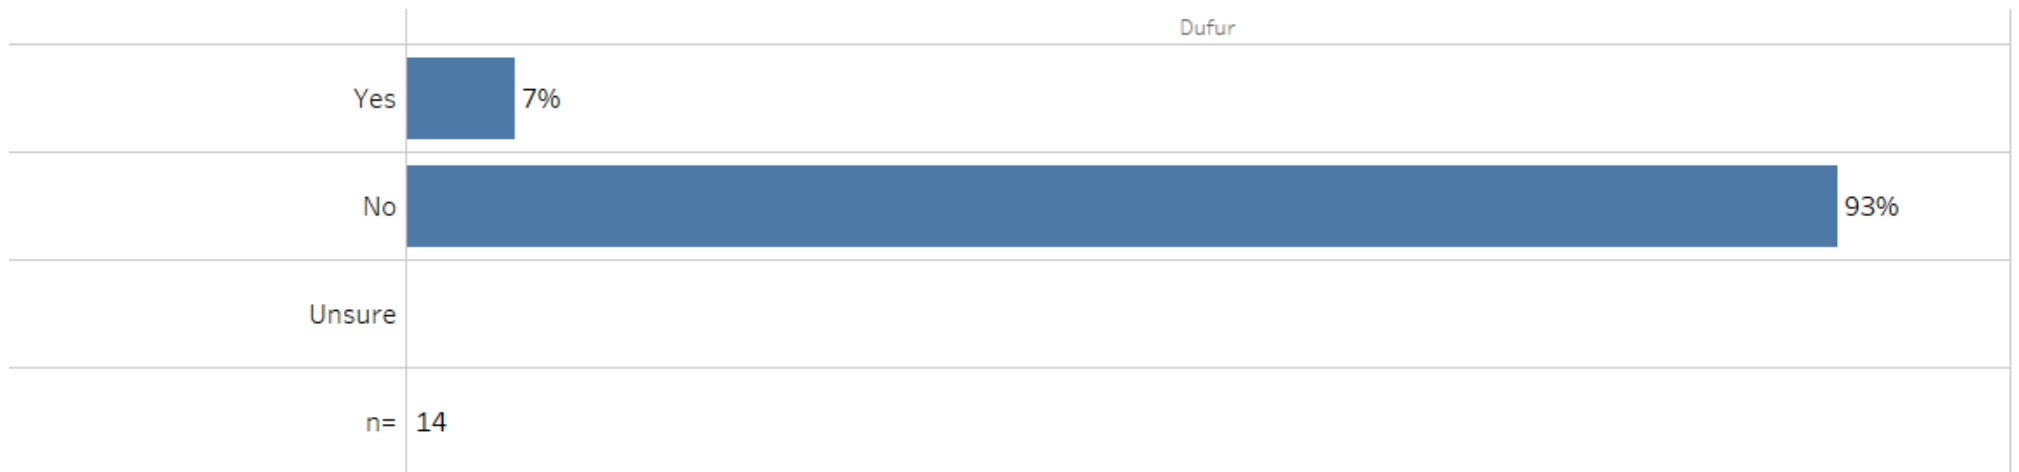 Dufur
Yes 7%
No 93%
Unsure
n= 14